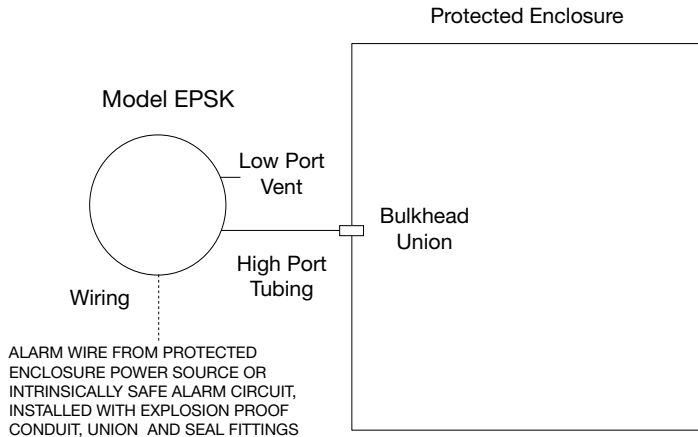 Protected Enclosure
Model EPSK
Low Port
Vent
Bulkhead
Union
High Port
Tubing
Wiring
ALARM WIRE FROM PROTECTED
ENCLOSURE POWER SOURCE OR
INTRINSICALLY SAFE ALARM CIRCUIT,
INSTALLED WITH EXPLOSION PROOF
CONDUIT, UNION AND SEAL FITTINGS